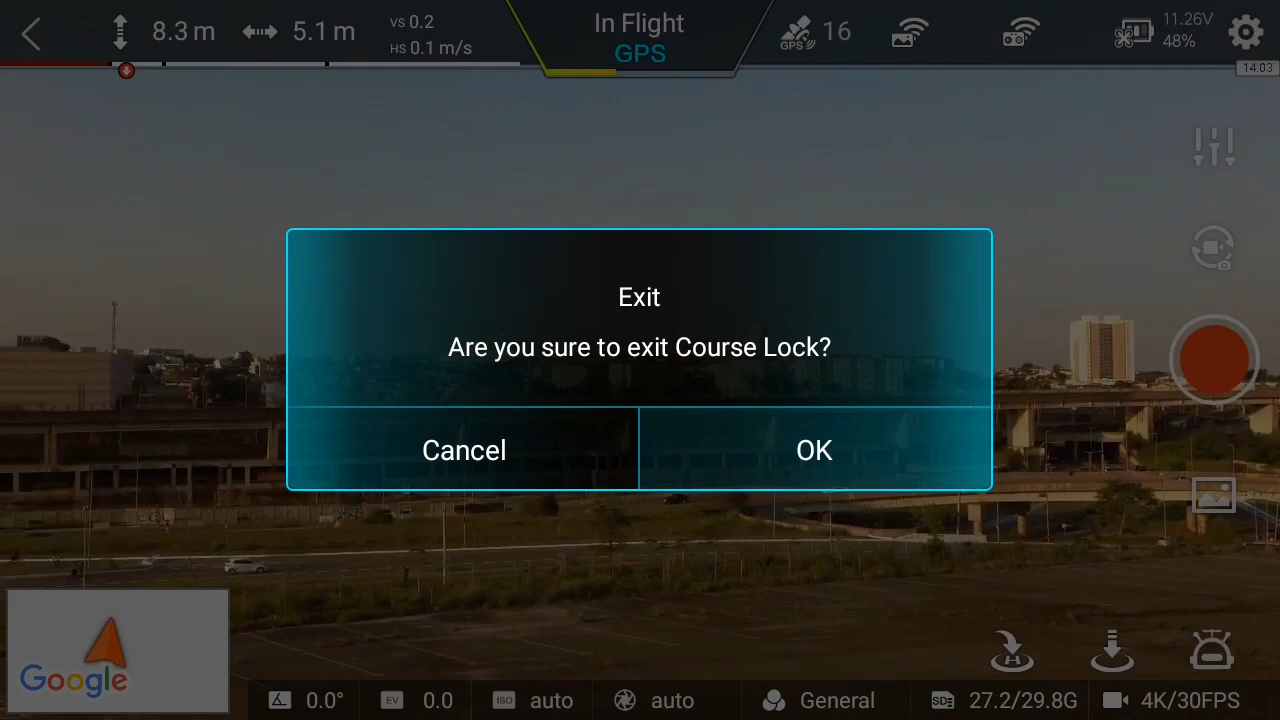 8.3 m
5.1 m
VS 0.2
HS 0.1 m/s
In Flight
GPS
GPS
16
11.26V
48%
14:03
Exit
Are you sure to exit Course Lock?
Cancel
OK
H
Google
0.0°
EV
0.0
ISO
auto
auto
General
SD
27.2/29.8G
4K/30FPS